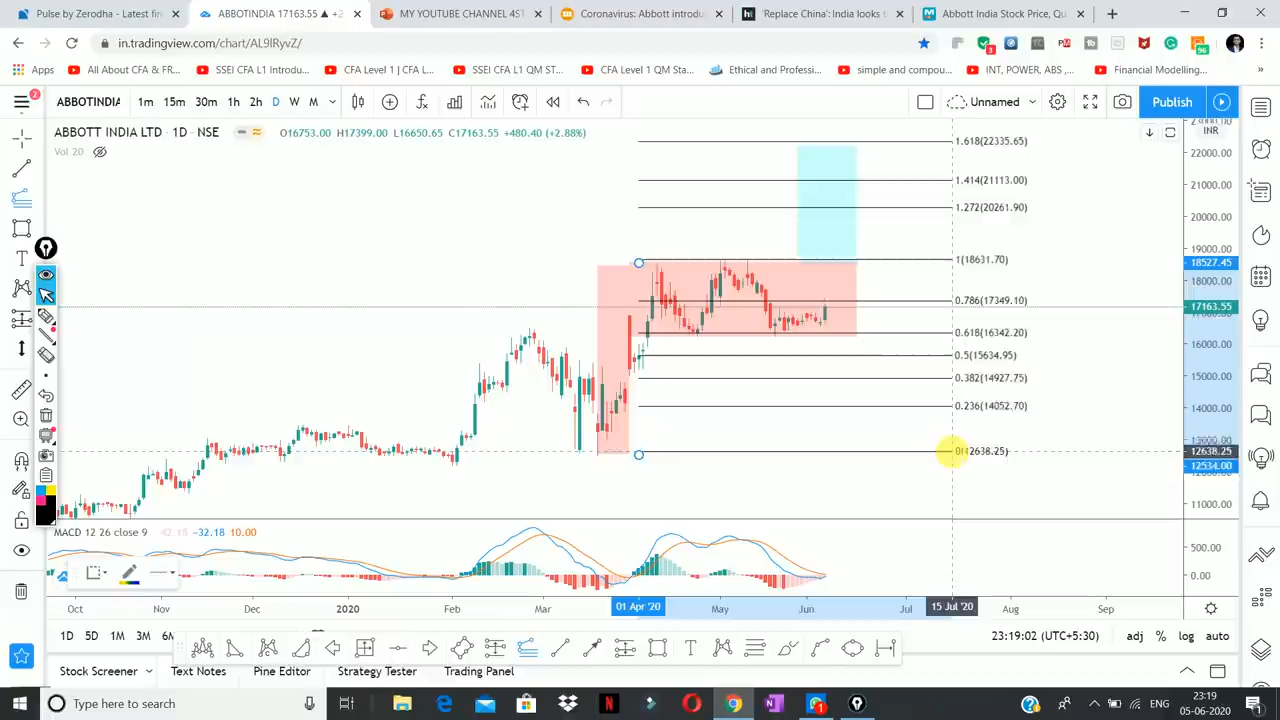 Pulse by Zerodha - Latest fin
ABBOTINDIA 17163.55 ▲ +2
MY YOUTUBE CHANNEL 4ST
Coronavirus: Abbott introduc
'Replace China': India looks t
Abbott India Stock Price, Qu
in.tradingview.com/chart/AL9lRyvZ/
Apps
All About CFA & FR...
SSEI CFA L1 Introdu...
CFA Level 1 | CFA L...
SSEI CFA L1 QM ST...
CFA Level 1 QM Sta...
Ethical and Professi...
simple and compou...
INT, POWER, ABS ,...
Financial Modelling...
»
2
ABBOTINDIA
1m 15m 30m 1h 2h D W M
Unnamed
Publish
ABBOTT INDIA LTD · 1D · NSE
O16753.00 H17399.00 L16650.65 C17163.55 +480.40 (+2.88%)
Vol 20
INR
1.618(22335.65)
1.414(21113.00)
1.272(20261.90)
1(18631.70)
0.786(17349.10)
0.618(16342.20)
0.5(15634.95)
0.382(14927.75)
0.236(14052.70)
0(12638.25)
23000.00
22000.00
21000.00
20000.00
19000.00
18527.45
18000.00
17163.55
16000.00
15000.00
14000.00
13000.00
12638.25
12534.00
11000.00
MACD 12 26 close 9 -42.18 -32.18 10.00
500.00
0.00
Oct Nov Dec 2020 Feb Mar 01 Apr '20 May Jun Jul 15 Jul '20 Aug Sep
1D 5D 1M 3M 6M
23:19:02 (UTC+5:30)
adj % log auto
Stock Screener
Text Notes
Pine Editor
Strategy Tester
Trading Panel
Type here to search
ENG
23:19
05-06-2020